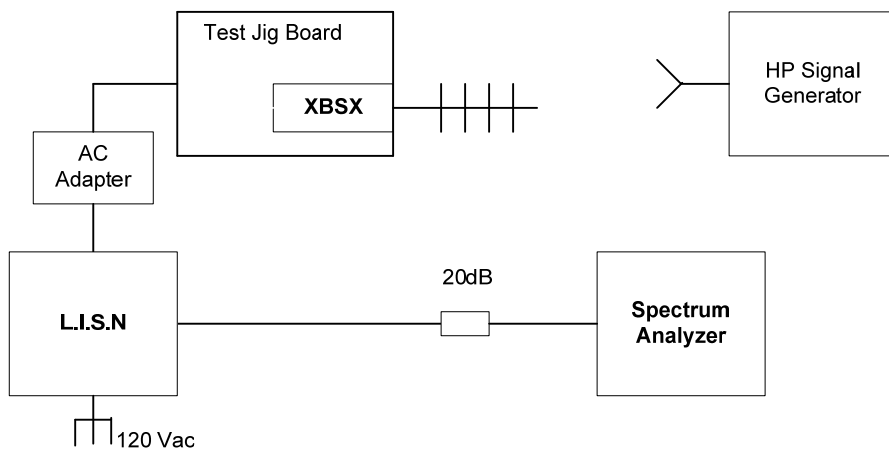 Test Jig Board
XBSX
HP Signal
Generator
AC
Adapter
20dB
L.I.S.N
Spectrum
Analyzer
120 Vac